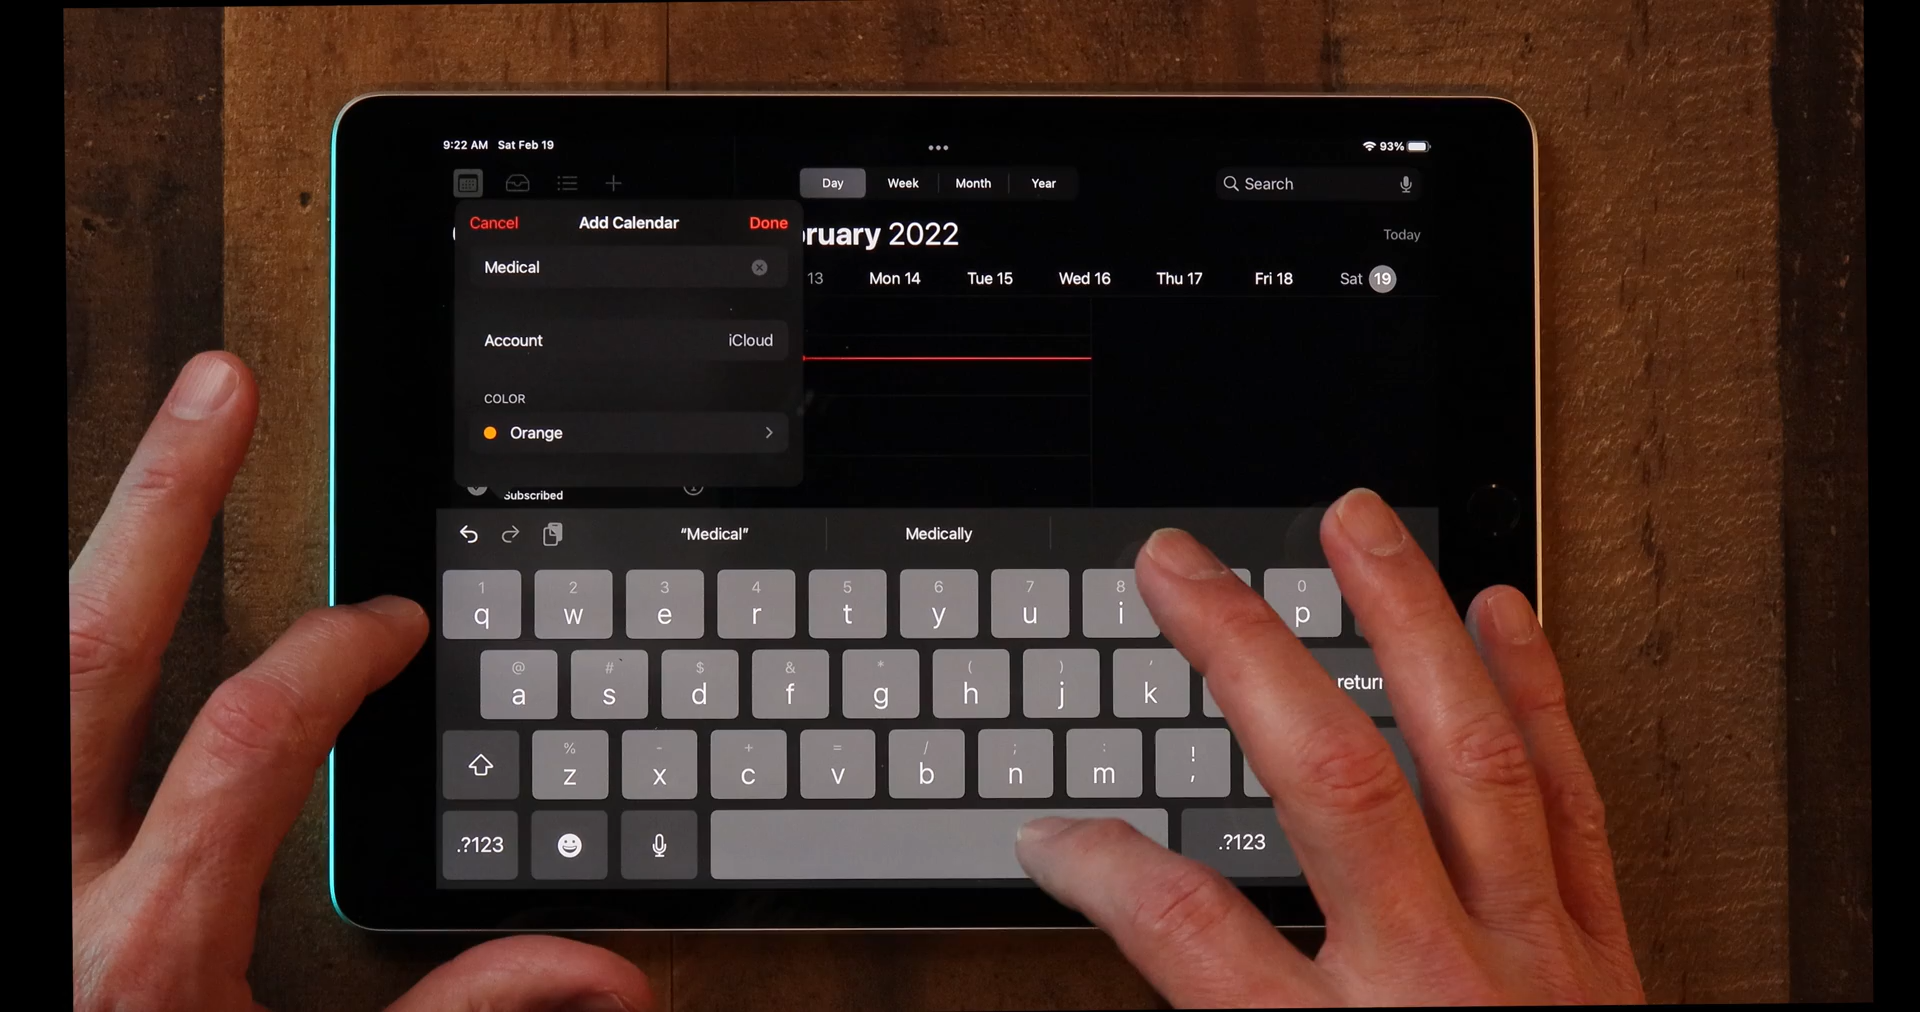 9:22 AM Sat Feb 19
93%
Day Week Month Year
Search
Cancel Add Calendar Done
ruary 2022
Today
Medical
13 Mon 14 Tue 15 Wed 16 Thu 17 Fri 18 Sat 19
Account iCloud
COLOR
Orange
Subscribed
“Medical” Medically
1 2 3 4 5 6 7 8 0
q w e r t y u i p
@ # $ & * ( ) '
a s d f g h j k return
% - + = / ; : !
z x c v b n m ,
.?123 .?123